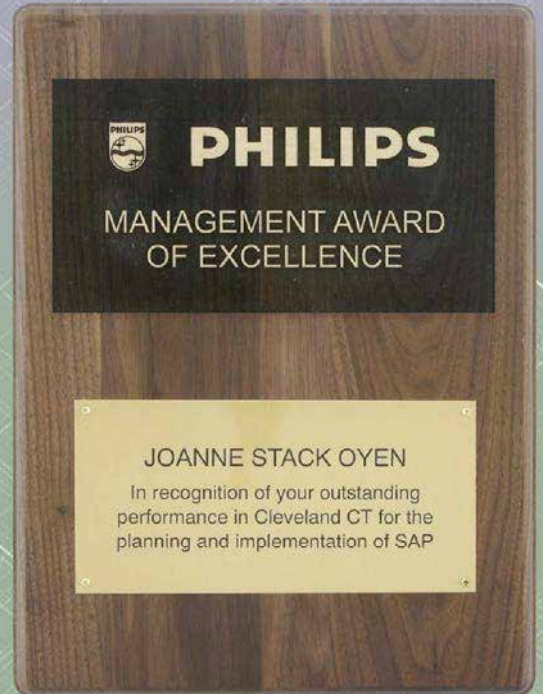 PHILIPS
PHILIPS
MANAGEMENT AWARD
OF EXCELLENCE
JOANNE STACK OYEN
In recognition of your outstanding
performance in Cleveland CT for the
planning and implementation of SAP